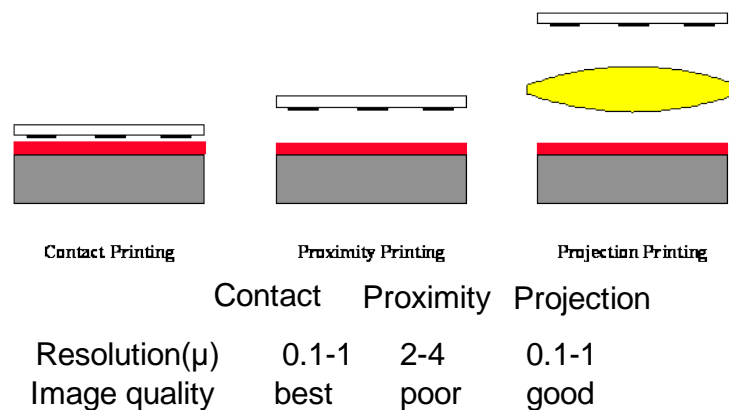 Contact Printing Proximity Printing Projection Printing
Contact Proximity Projection
Resolution(μ) 0.1-1 2-4 0.1-1
Image quality best poor good